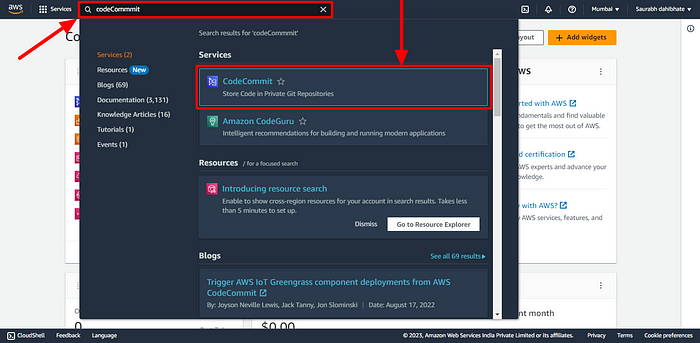 aws
Services
codeCommmit
Mumbai
Saurabh dahibhate
Search results for 'codeCommmit'
Services (2)
Resources New
Blogs (69)
Documentation (3,131)
Knowledge Articles (16)
Tutorials (1)
Events (1)
Services
CodeCommit
Store Code in Private Git Repositories
Amazon CodeGuru
Intelligent recommendations for building and running modern applications
Resources / for a focused search
Introducing resource search
Enable to show cross-region resources for your account in search results. Takes less
than 5 minutes to set up.
Dismiss
Go to Resource Explorer
Blogs
See all 69 results
Trigger AWS IoT Greengrass component deployments from AWS
CodeCommit
By: Joyson Neville Lewis, Jack Tanny, Jon Slominski | Date: August 17, 2022
Co
yout
+ Add widgets
WS
arted with AWS
ndamentals and find valuable
to get the most out of AWS.
d certification
WS experts and advance your
nowledge.
w with AWS?
w AWS services, features, and
nt month
0
$0.00
CloudShell
Feedback
Language
© 2023, Amazon Web Services India Private Limited or its affiliates.
Privacy
Terms
Cookie preferences